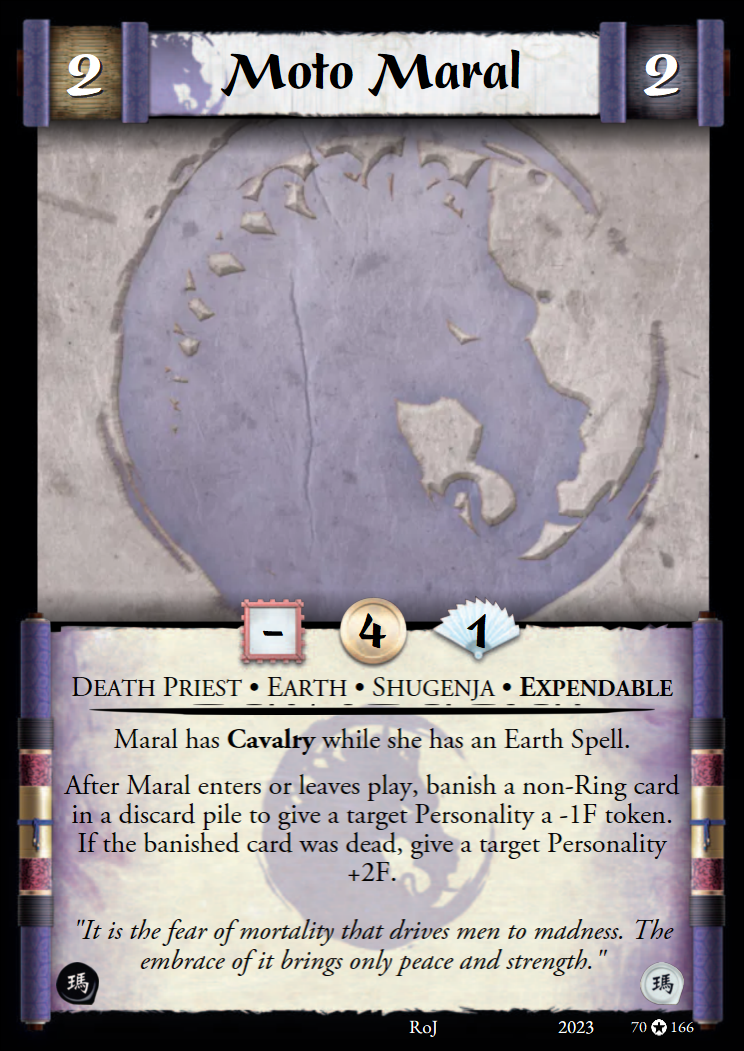 2 Moto Maral 2
- 4 1
DEATH PRIEST • EARTH • SHUGENJA • EXPENDABLE
Maral has Cavalry while she has an Earth Spell.
After Maral enters or leaves play, banish a non-Ring card
in a discard pile to give a target Personality a -1F token.
If the banished card was dead, give a target Personality
+2F.
"It is the fear of mortality that drives men to madness. The
embrace of it brings only peace and strength."
瑪 瑪
RoJ 2023 70 166